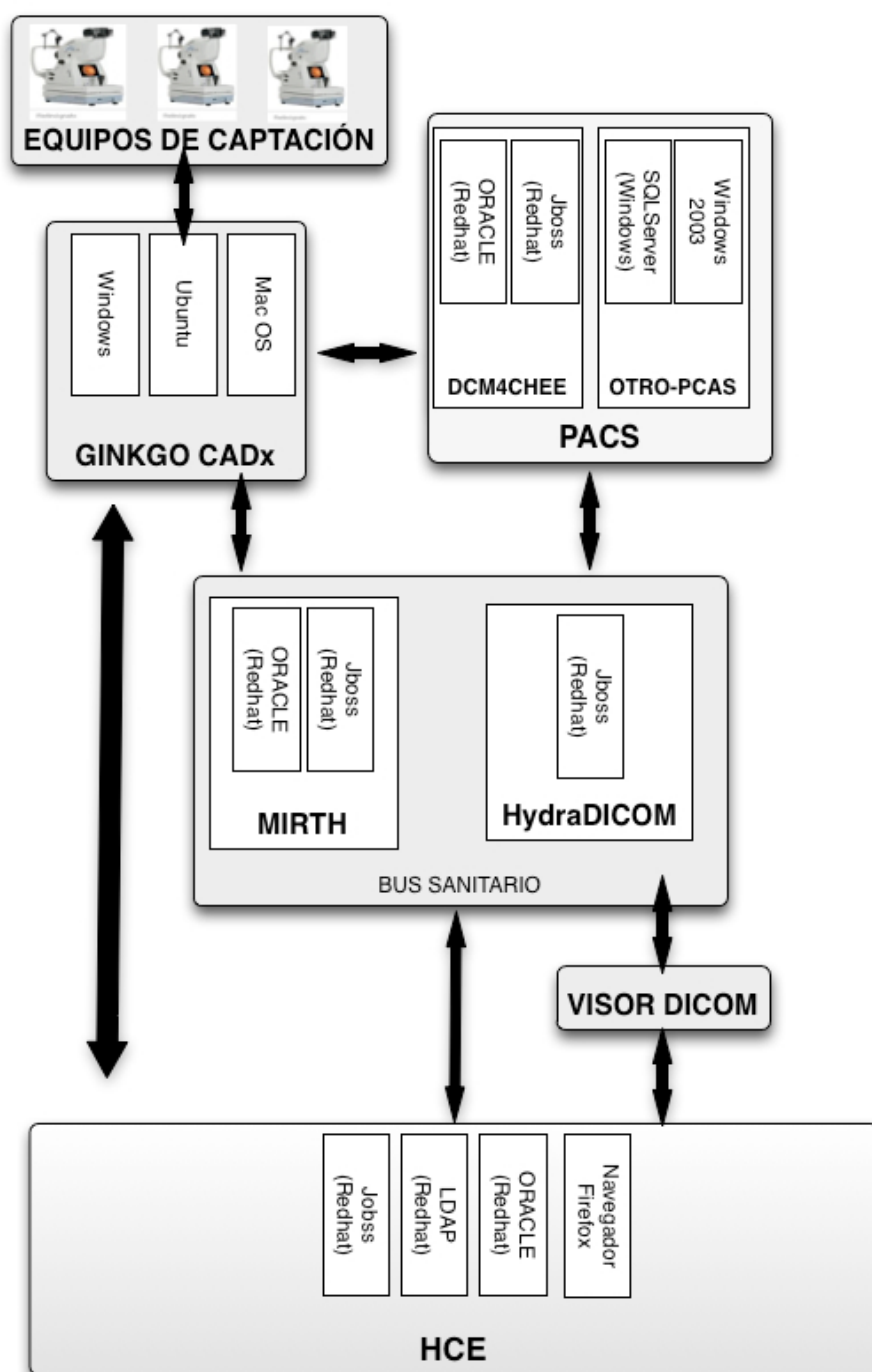 EQUIPOS DE CAPTACIÓN
Windows
Ubuntu
Mac OS
GINKGO CADx
ORACLE
(Redhat)
Jboss
(Redhat)
DCM4CHEE
SQLServer
(Windows)
Windows
2003
OTRO-PCAS
PACS
ORACLE
(Redhat)
Jboss
(Redhat)
MIRTH
Jboss
(Redhat)
HydraDICOM
BUS SANITARIO
VISOR DICOM
Jobss
(Redhat)
LDAP
(Redhat)
ORACLE
(Redhat)
Navegador
Firefox
HCE